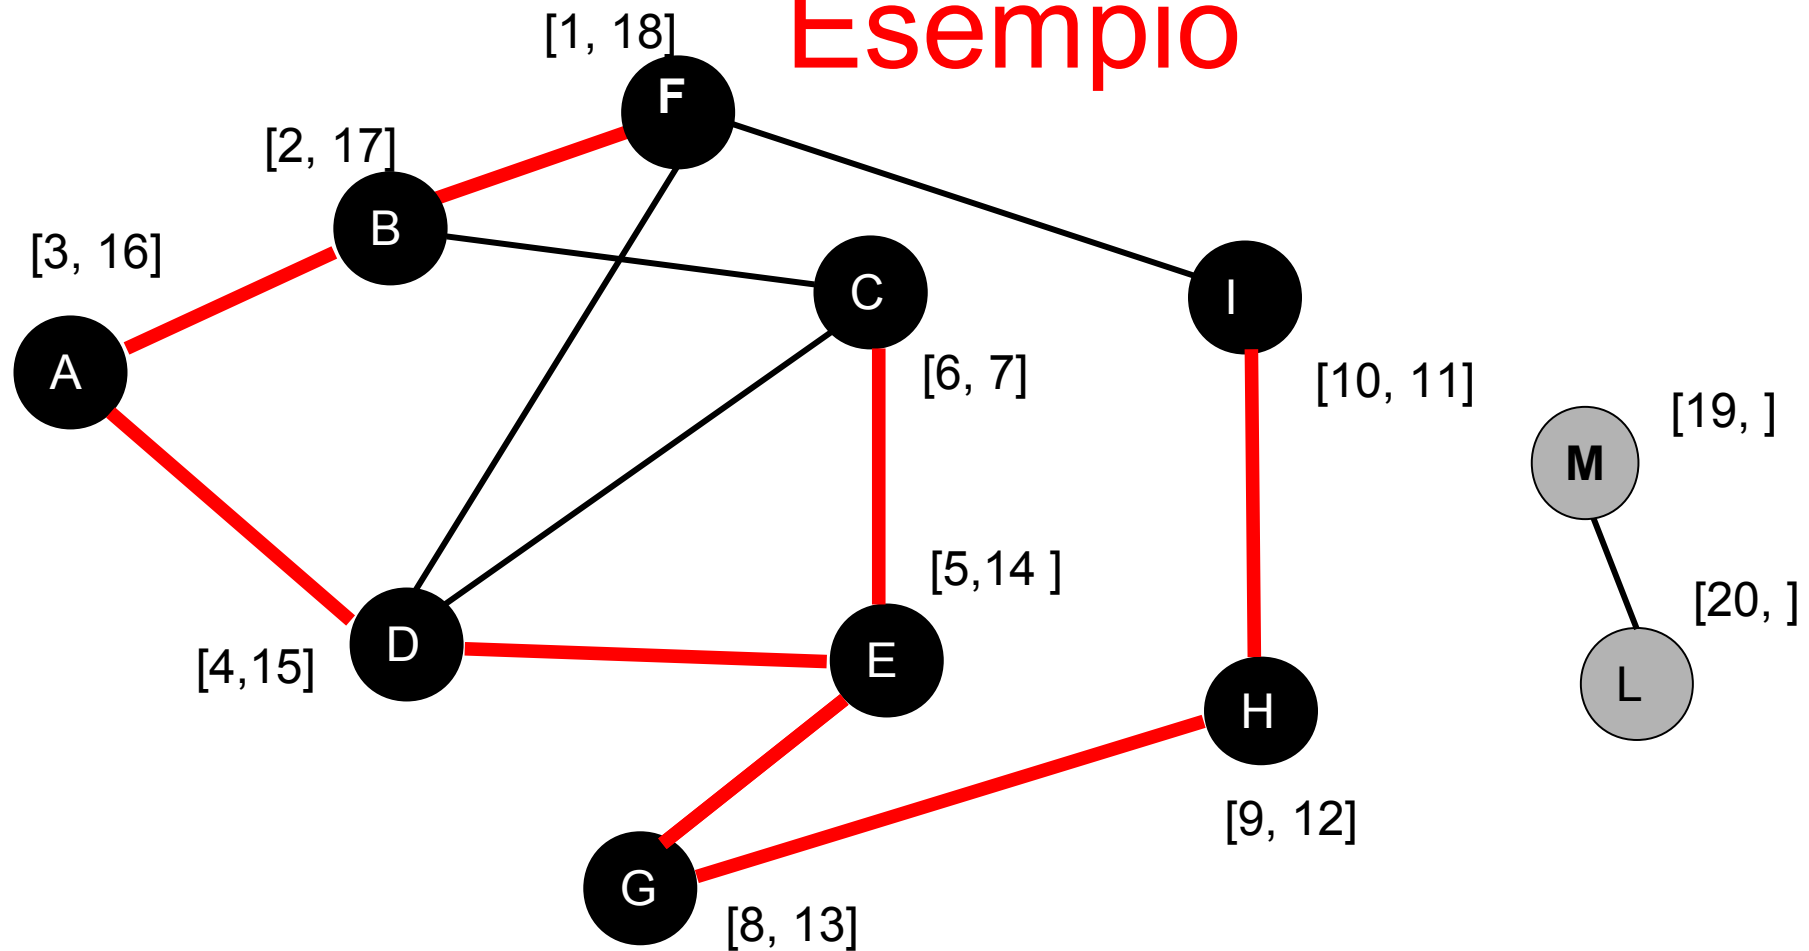 Esempio
[1, 18]
F
[2, 17]
B
[3, 16]
A
C
[6, 7]
I
[10, 11]
[19, ]
M
[5,14 ]
[20, ]
D
[4,15]
E
L
H
[9, 12]
G
[8, 13]